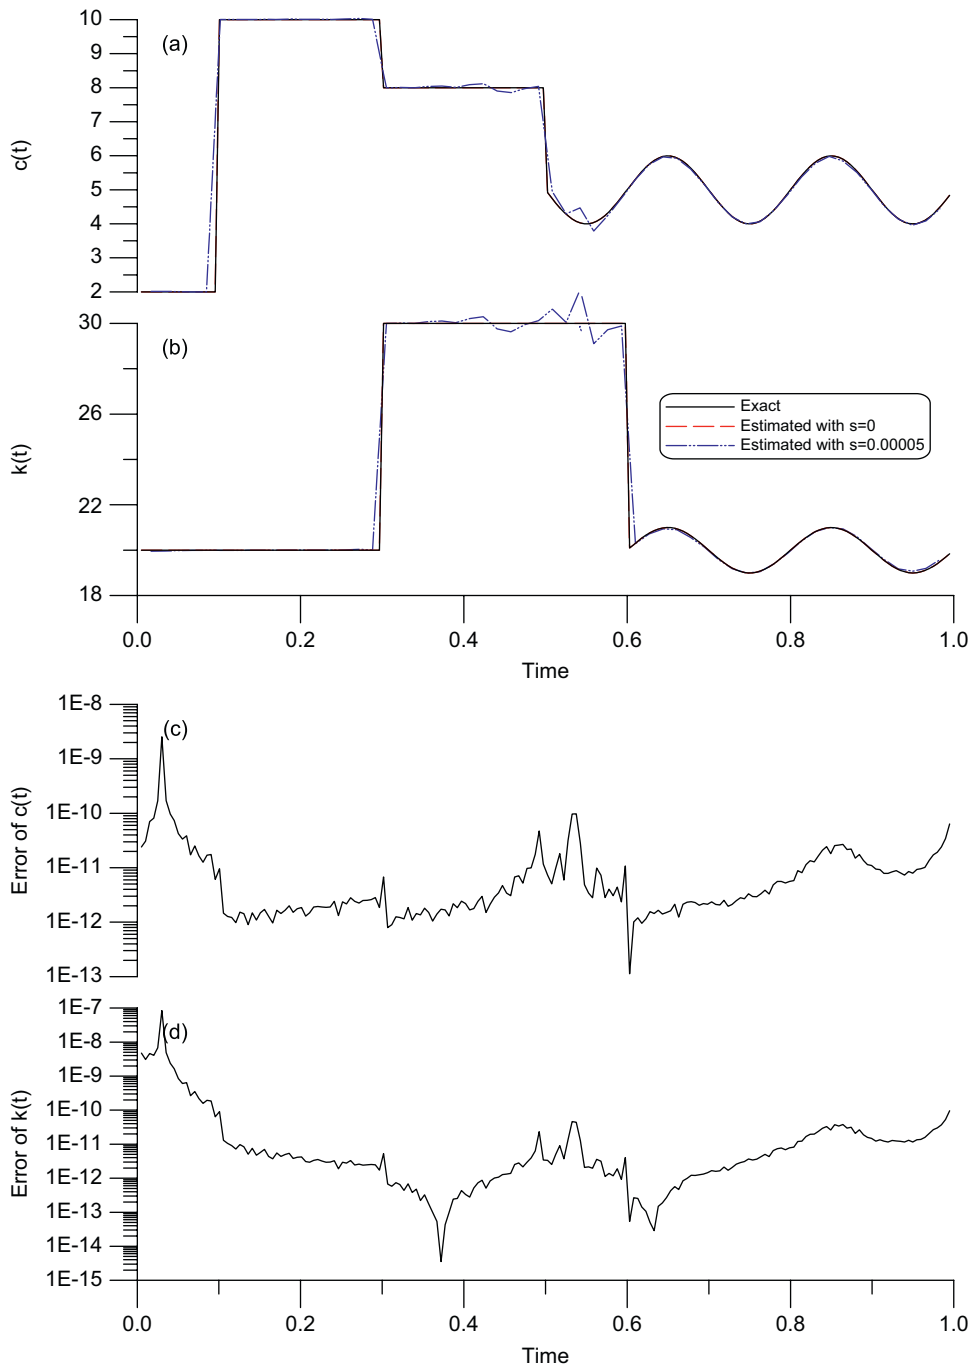 10
(a)
9
8
7
c(t)
6
5
4
3
2
30
(b)
26
k(t)
22
18
Exact
Estimated with s=0
Estimated with s=0.00005
0.0 0.2 0.4 0.6 0.8 1.0
Time
1E-8
(c)
1E-9
1E-10
Error of c(t)
1E-11
1E-12
1E-13
1E-7
(d)
1E-8
1E-9
1E-10
Error of k(t)
1E-11
1E-12
1E-13
1E-14
1E-15
0.0 0.2 0.4 0.6 0.8 1.0
Time